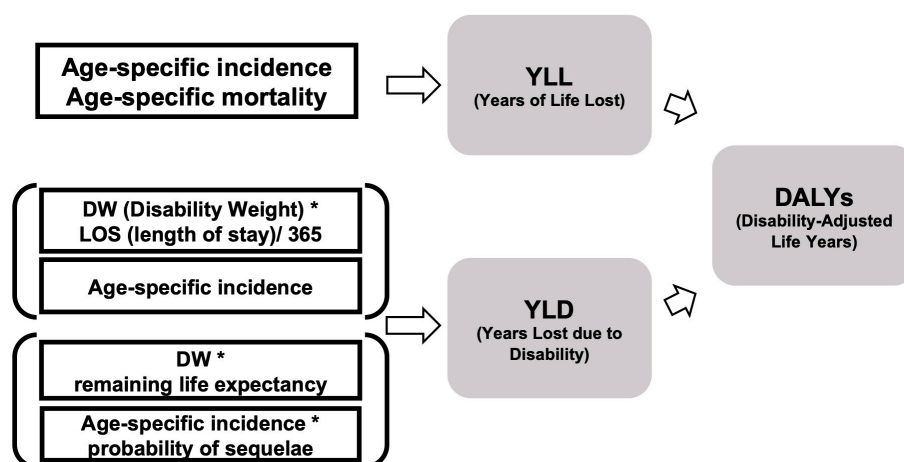 Age-specific incidence
Age-specific mortality
YLL
(Years of Life Lost)
DW (Disability Weight) *
LOS (length of stay)/ 365
Age-specific incidence
DW *
remaining life expectancy
Age-specific incidence *
probability of sequelae
YLD
(Years Lost due to
Disability)
DALYs
(Disability-Adjusted
Life Years)